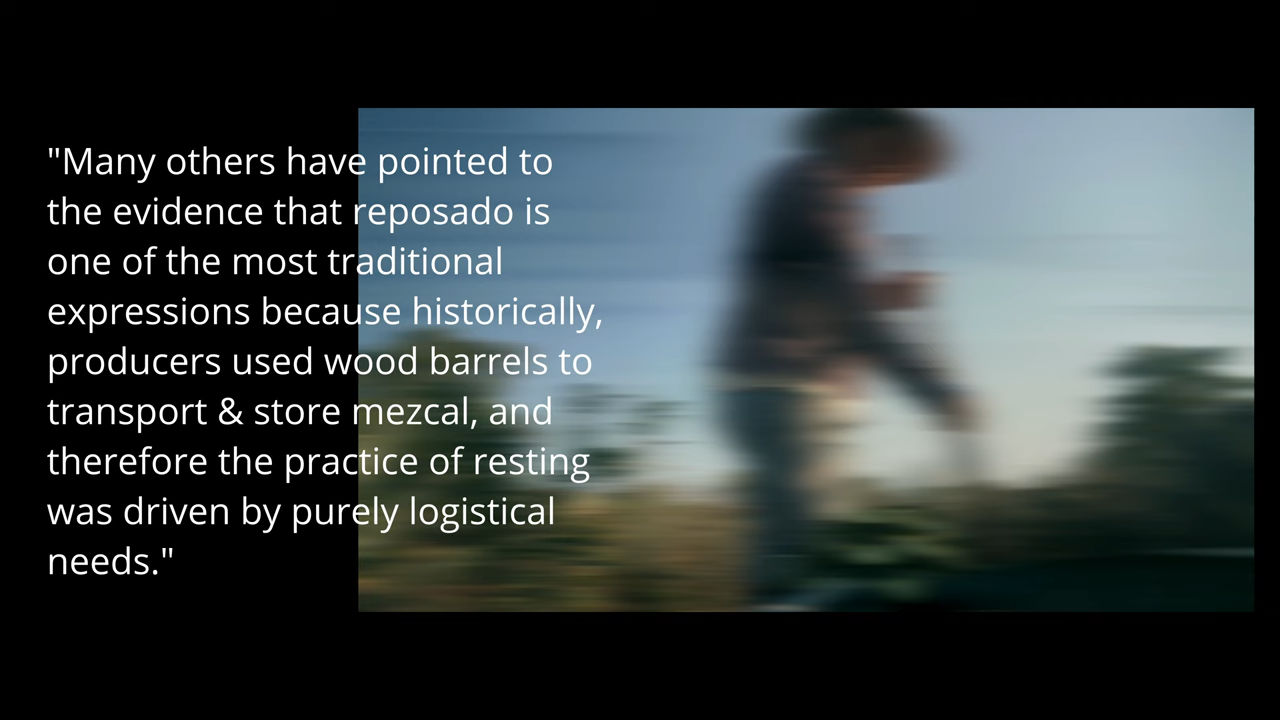 "Many others have pointed to
the evidence that reposado is
one of the most traditional
expressions because historically,
producers used wood barrels to
transport & store mezcal, and
therefore the practice of resting
was driven by purely logistical
needs."